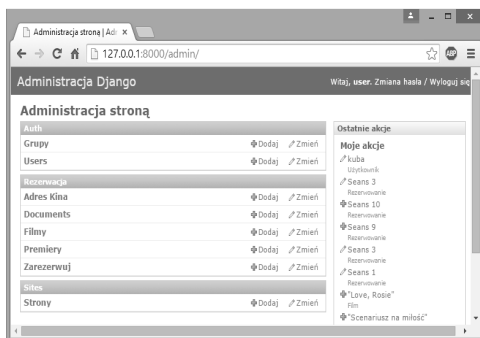 Administracja stroną | Adı
127.0.0.1:8000/admin/
ABP
Administracja Django
Witaj, user. Zmiana hasła / Wyloguj się
Administracja stroną
Auth
Grupy Dodaj Zmień
Users Dodaj Zmień
Rezerwacja
Adres Kina Dodaj Zmień
Documents Dodaj Zmień
Filmy Dodaj Zmień
Premiery Dodaj Zmień
Zarezerwuj Dodaj Zmień
Sites
Strony Dodaj Zmień
Ostatnie akcje
Moje akcje
kuba
Użytkownik
Seans 3
Rezerwowanie
Seans 10
Rezerwowanie
Seans 9
Rezerwowanie
Seans 3
Rezerwowanie
Seans 1
Rezerwowanie
"Love, Rosie"
Film
"Scenariusz na miłość"